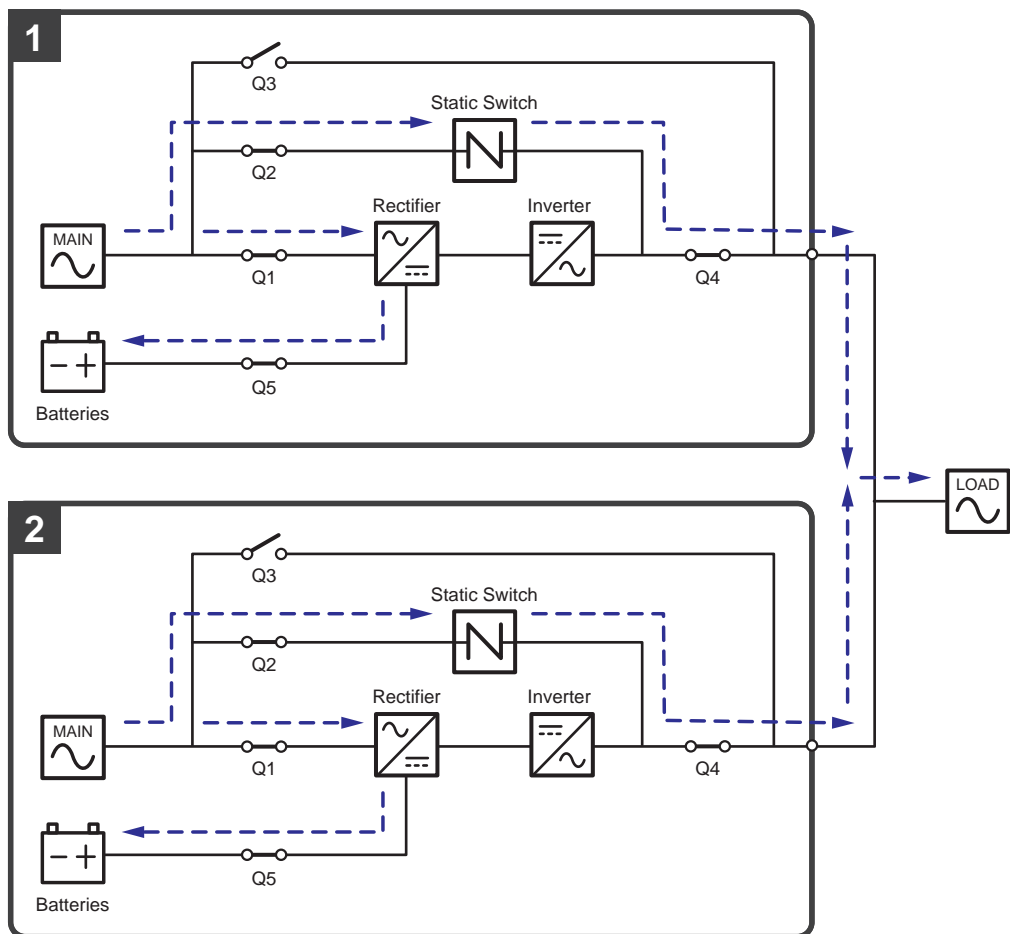 1
Q3
Static Switch
Q2
Rectifier
Inverter
MAIN
Q1
Q4
Q5
Batteries
LOAD
2
Q3
Static Switch
Q2
Rectifier
Inverter
MAIN
Q1
Q4
Q5
Batteries